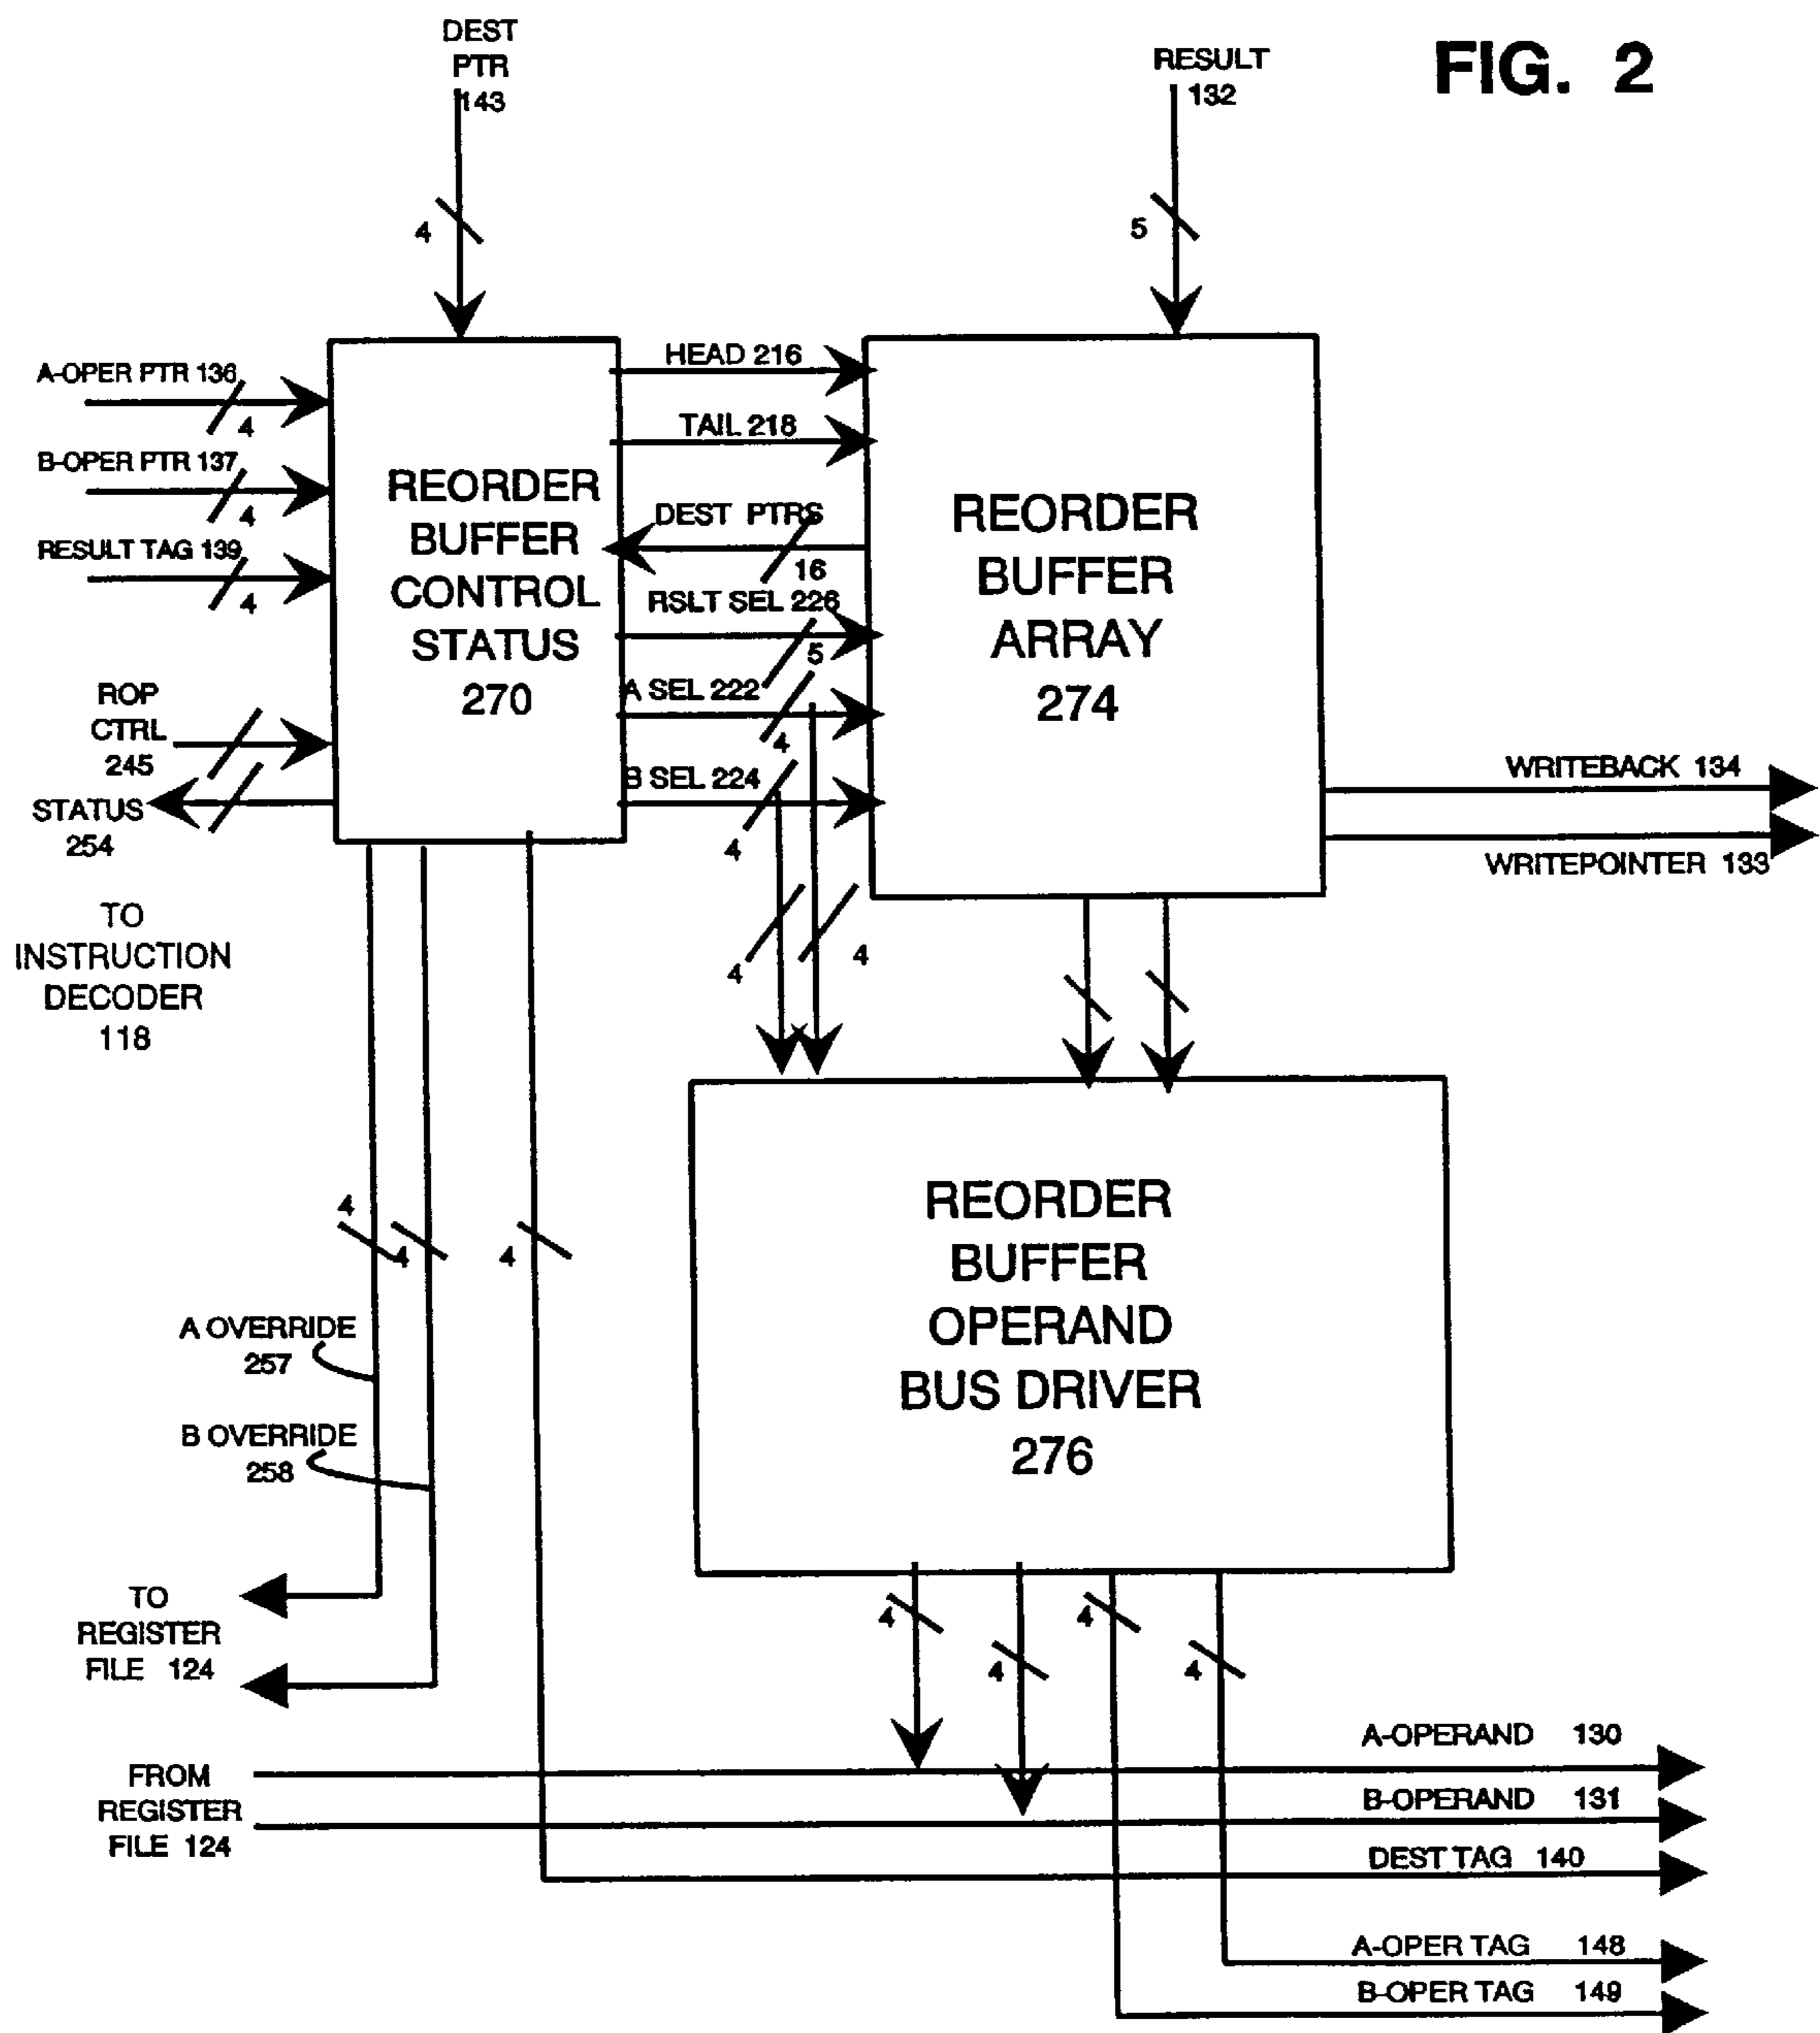 FIG. 2
DEST
PTR
143
RESULT
132
4
5
A-OPER PTR 136
4
B-OPER PTR 137
4
RESULT TAG 139
4
ROP
CTRL
245
STATUS
254
TO
INSTRUCTION
DECODER
118
REORDER
BUFFER
CONTROL
STATUS
270
HEAD 216
TAIL 218
DEST PTRS
16
RSLT SEL 226
5
A SEL 222
4
B SEL 224
4
4
4
REORDER
BUFFER
ARRAY
274
WRITEBACK 134
WRITEPOINTER 133
REORDER
BUFFER
OPERAND
BUS DRIVER
276
4
4
4
A OVERRIDE
257
B OVERRIDE
258
TO
REGISTER
FILE 124
4
4
4
4
FROM
REGISTER
FILE 124
A-OPERAND 130
B-OPERAND 131
DEST TAG 140
A-OPER TAG 148
B-OPER TAG 149